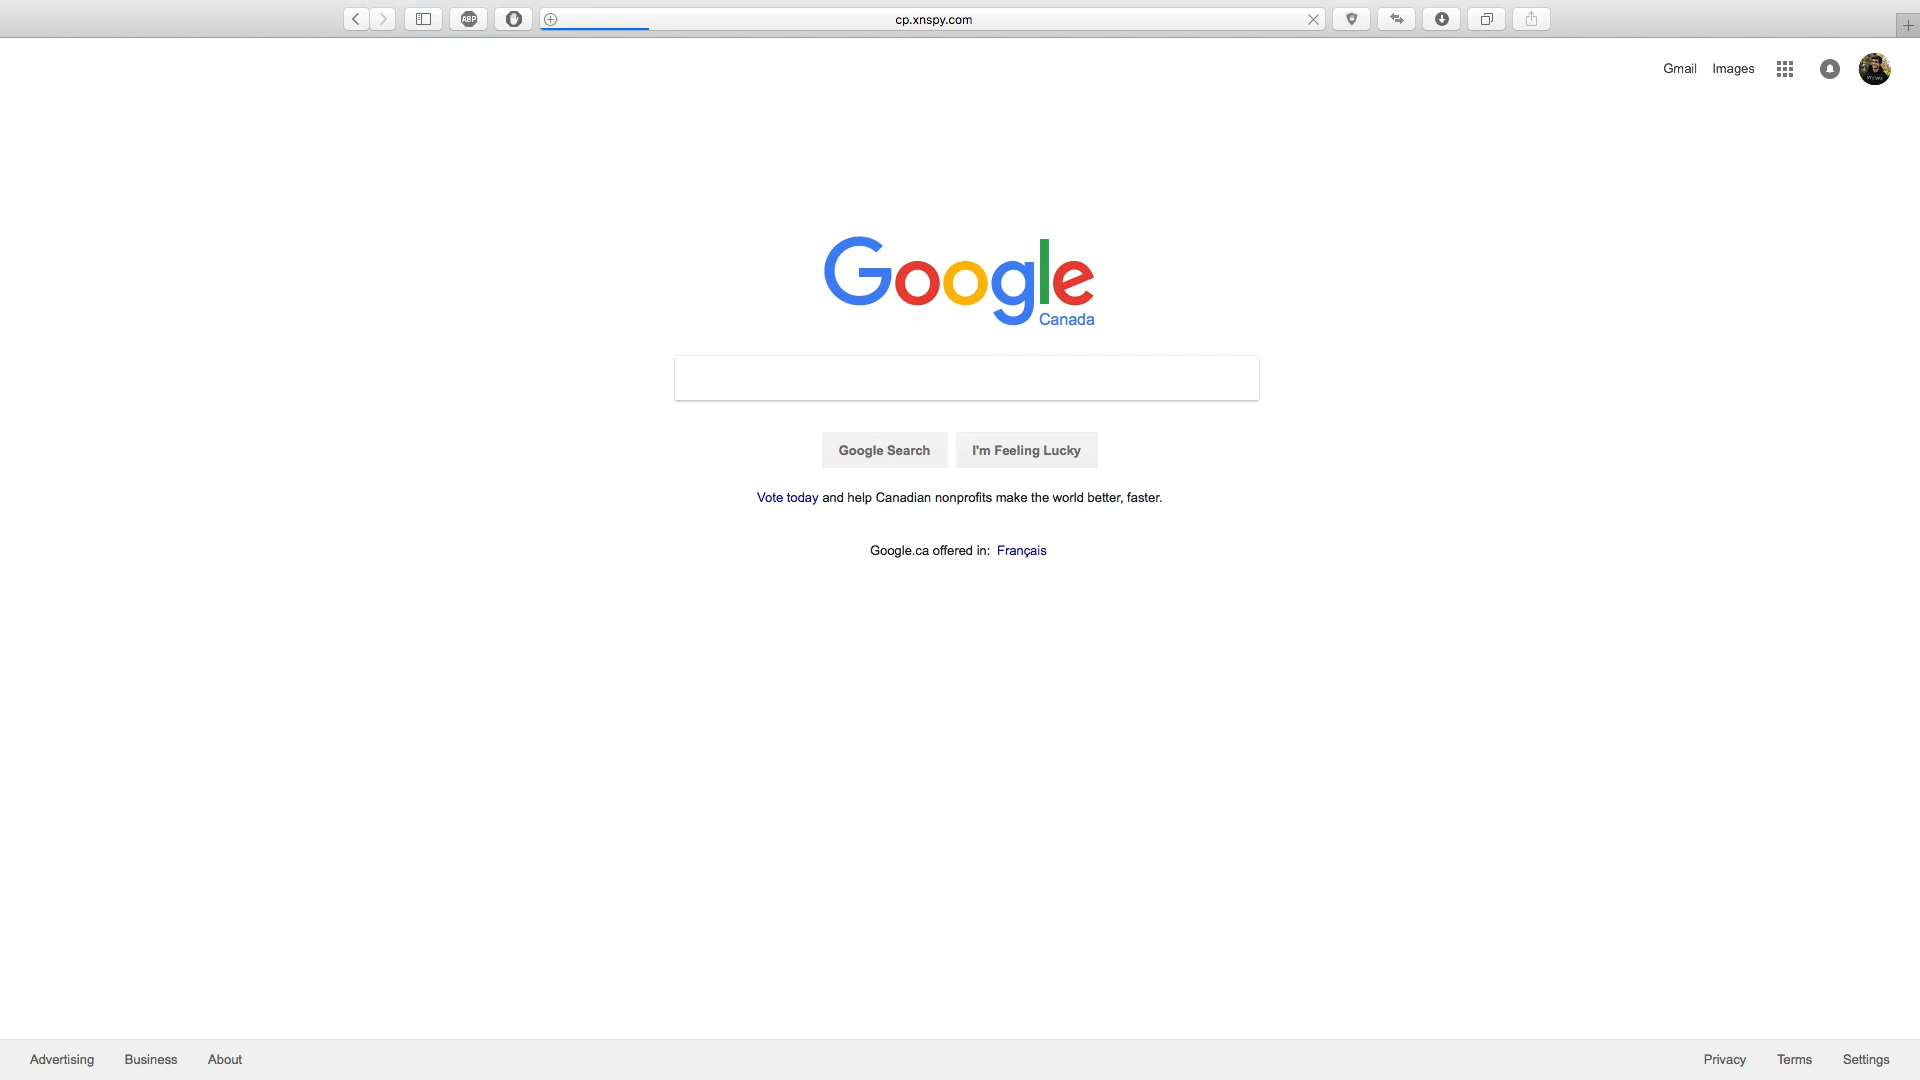 ABP
cp.xnspy.com
Gmail Images
Google
Canada
Google Search I'm Feeling Lucky
Vote today and help Canadian nonprofits make the world better, faster.
Google.ca offered in: Français
Advertising Business About Privacy Terms Settings